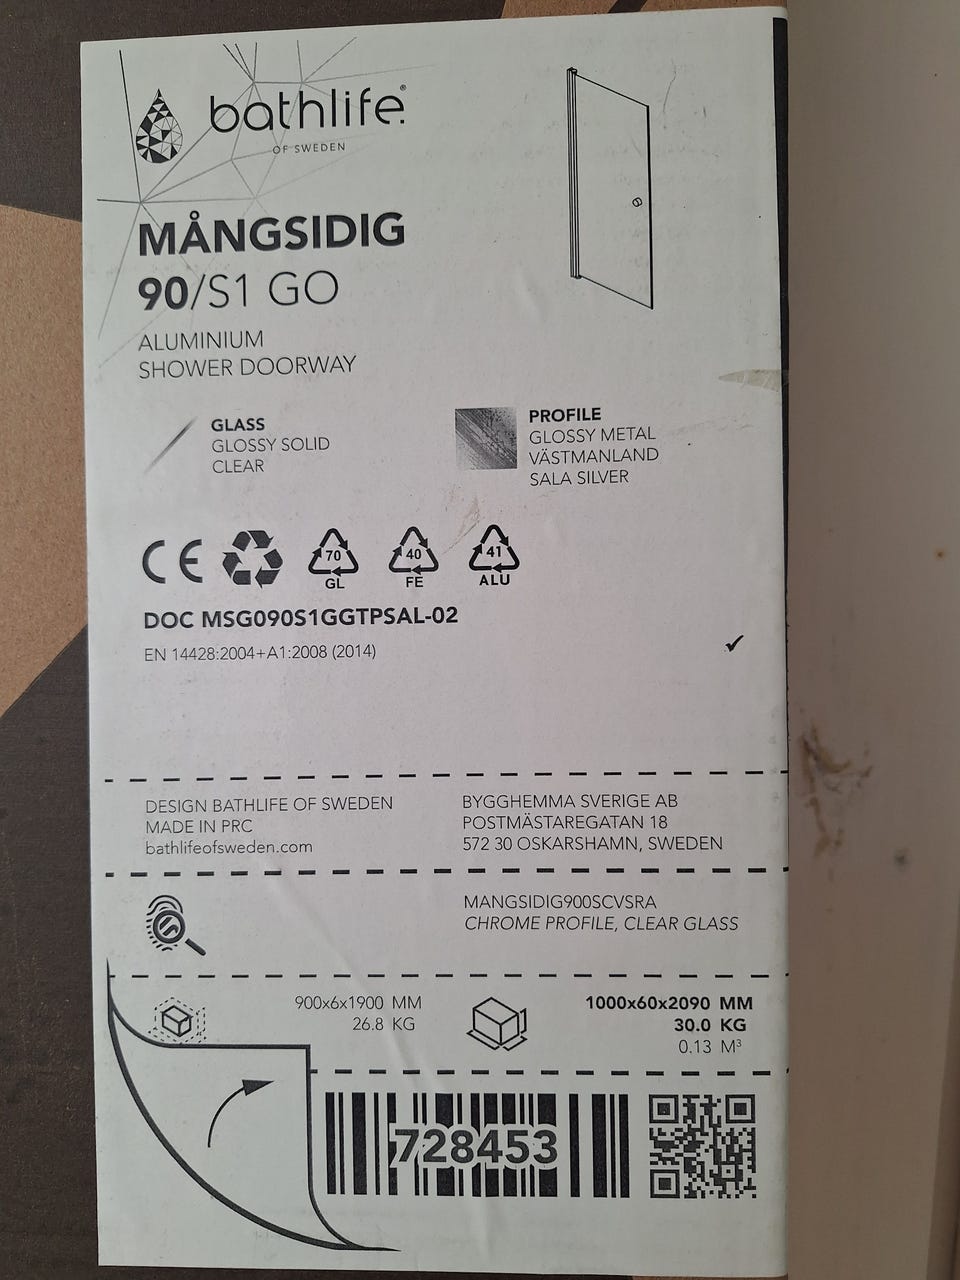 bathlife®
OF SWEDEN
MÅNGSIDIG
90/S1 GO
ALUMINIUM
SHOWER DOORWAY
GLASS
GLOSSY SOLID
CLEAR
PROFILE
GLOSSY METAL
VÄSTMANLAND
SALA SILVER
CE
70
GL
40
FE
41
ALU
DOC MSG090S1GGTPSAL-02
EN 14428:2004+A1:2008 (2014)
DESIGN BATHLIFE OF SWEDEN
MADE IN PRC
bathlifeofsweden.com
BYGGHEMMA SVERIGE AB
POSTMÄSTAREGATAN 18
572 30 OSKARSHAMN, SWEDEN
MANGSIDIG900SCVSRA
CHROME PROFILE, CLEAR GLASS
900x6x1900 MM
26.8 KG
1000x60x2090 MM
30.0 KG
0.13 M³
728453